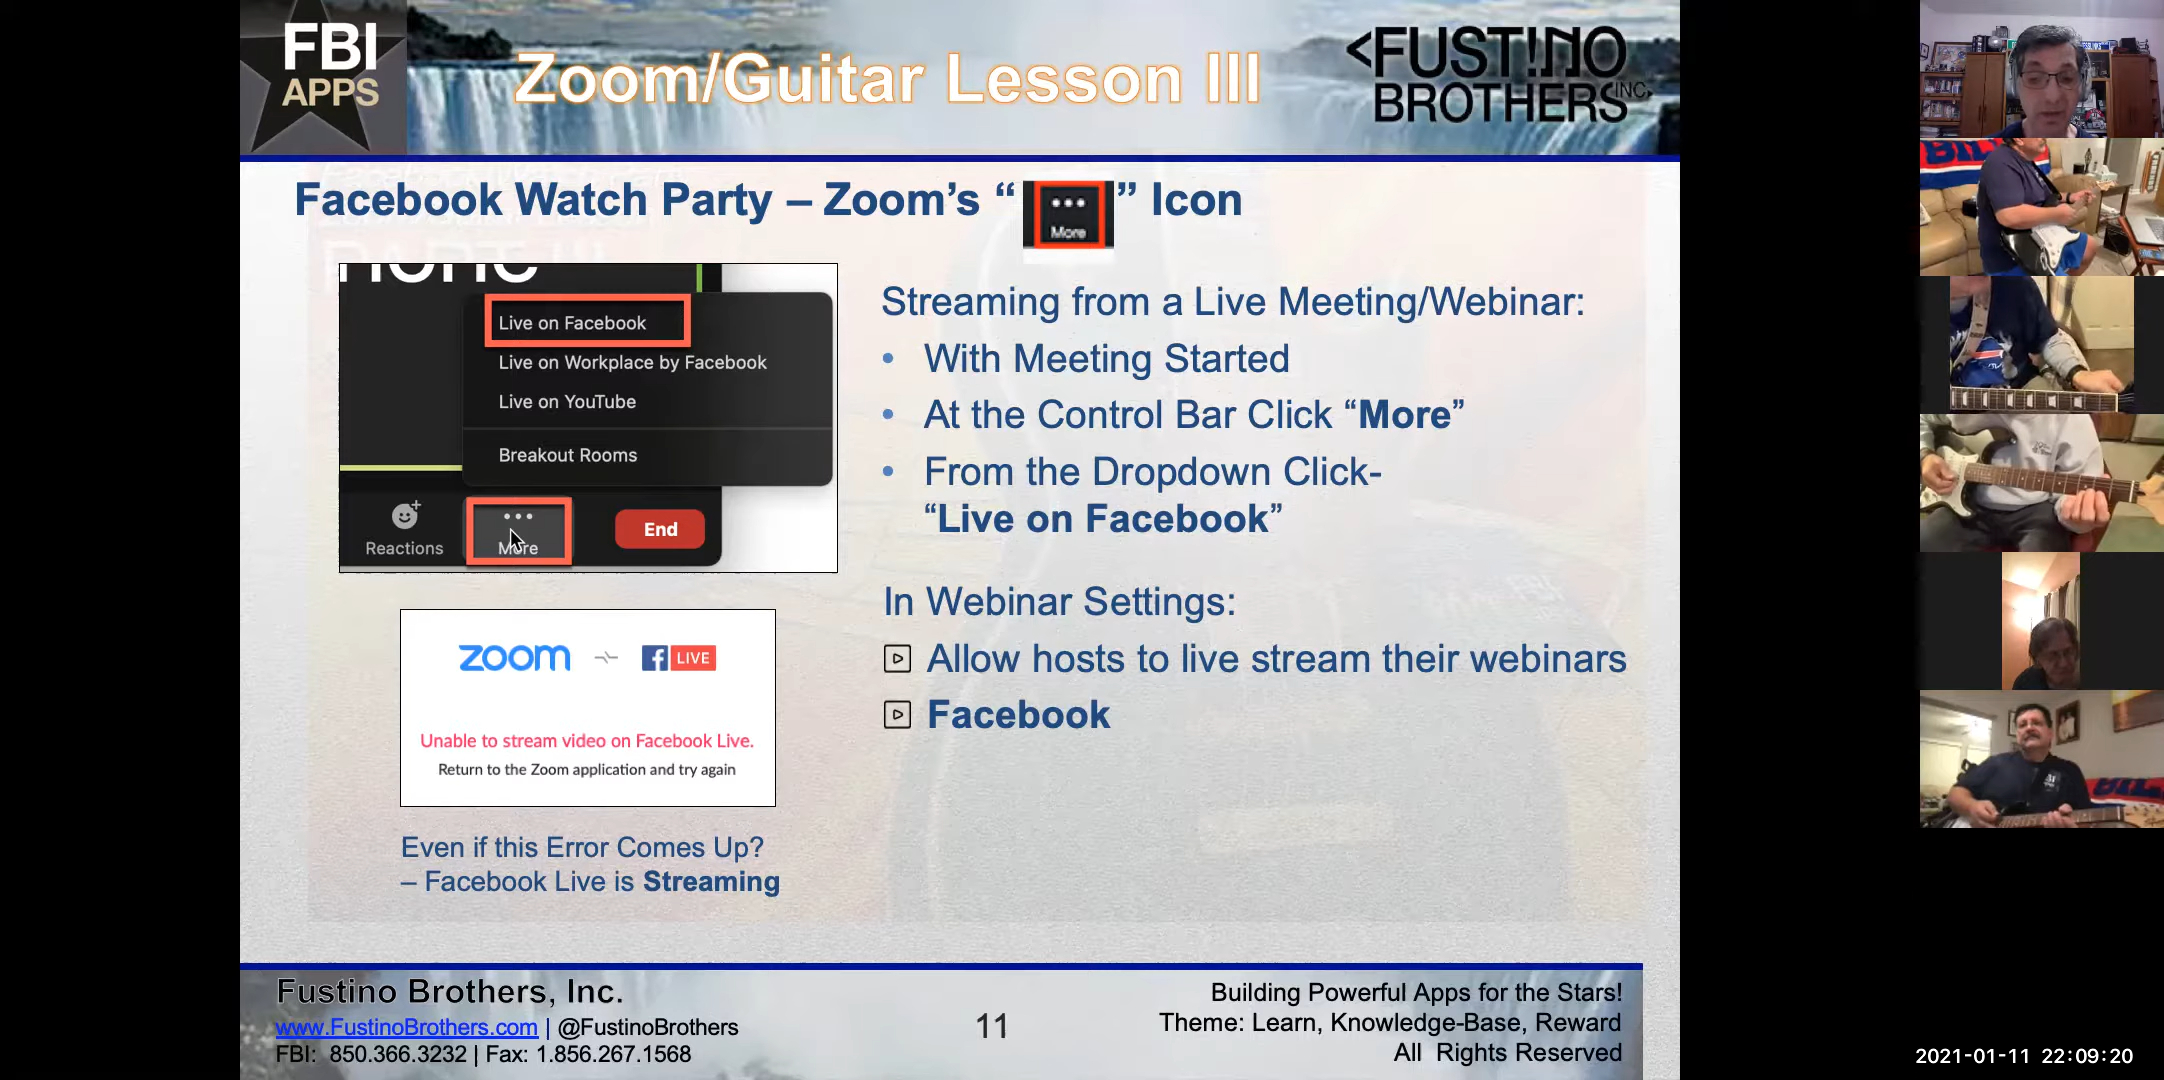 FBI
APPS
Zoom/Guitar Lesson III
<FUST!NO
BROTHERS INC.>
Facebook Watch Party – Zoom's “ ••• More ” Icon
Live on Facebook
Live on Workplace by Facebook
Live on YouTube
Breakout Rooms
Reactions
More
End
Streaming from a Live Meeting/Webinar:
• With Meeting Started
• At the Control Bar Click “More”
• From the Dropdown Click-
“Live on Facebook”
In Webinar Settings:
Allow hosts to live stream their webinars
Facebook
zoom
f LIVE
Unable to stream video on Facebook Live.
Return to the Zoom application and try again
Even if this Error Comes Up?
– Facebook Live is Streaming
Fustino Brothers, Inc.
www.FustinoBrothers.com | @FustinoBrothers
FBI: 850.366.3232 | Fax: 1.856.267.1568
11
Building Powerful Apps for the Stars!
Theme: Learn, Knowledge-Base, Reward
All Rights Reserved
2021-01-11 22:09:20